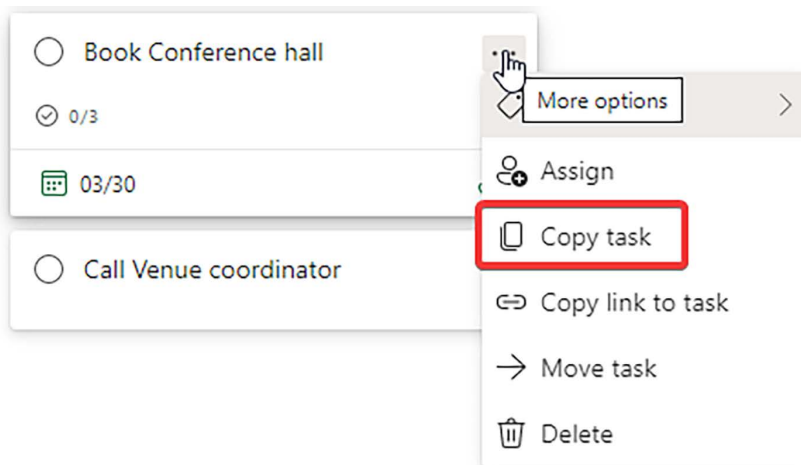 Book Conference hall
More options
0/3
Assign
03/30
Copy task
Call Venue coordinator
Copy link to task
Move task
Delete